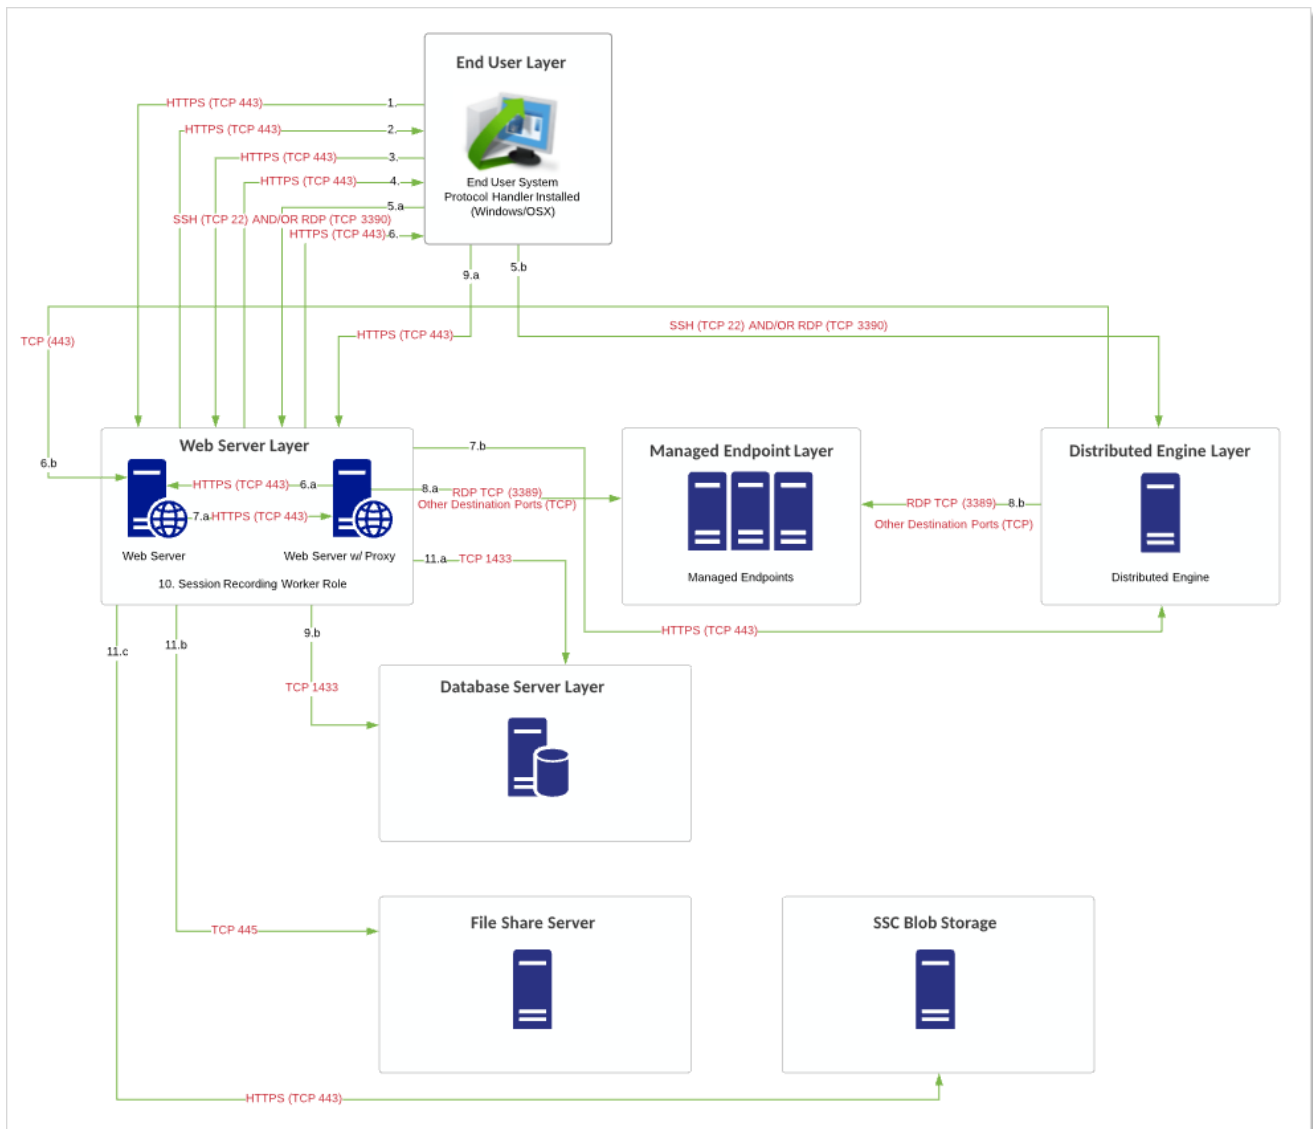 End User Layer
HTTPS (TCP 443)
1.
HTTPS (TCP 443)
2.
HTTPS (TCP 443)
3.
HTTPS (TCP 443)
4.
End User System
Protocol Handler Installed
(Windows/OSX)
5.a
SSH (TCP 22) AND/OR RDP (TCP 3390)
HTTPS (TCP 443)
6.
9.a
5.b
SSH (TCP 22) AND/OR RDP (TCP 3390)
HTTPS (TCP 443)
TCP (443)
6.b
Web Server Layer
HTTPS (TCP 443)
6.a
7.a
HTTPS (TCP 443)
Web Server
Web Server w/ Proxy
10. Session Recording Worker Role
7.b
8.a
RDP TCP (3389)
Other Destination Ports (TCP)
Managed Endpoint Layer
Managed Endpoints
Distributed Engine Layer
RDP TCP (3389)
8.b
Other Destination Ports (TCP)
Distributed Engine
11.a
TCP 1433
HTTPS (TCP 443)
9.b
11.b
11.c
TCP 1433
Database Server Layer
TCP 445
File Share Server
SSC Blob Storage
HTTPS (TCP 443)